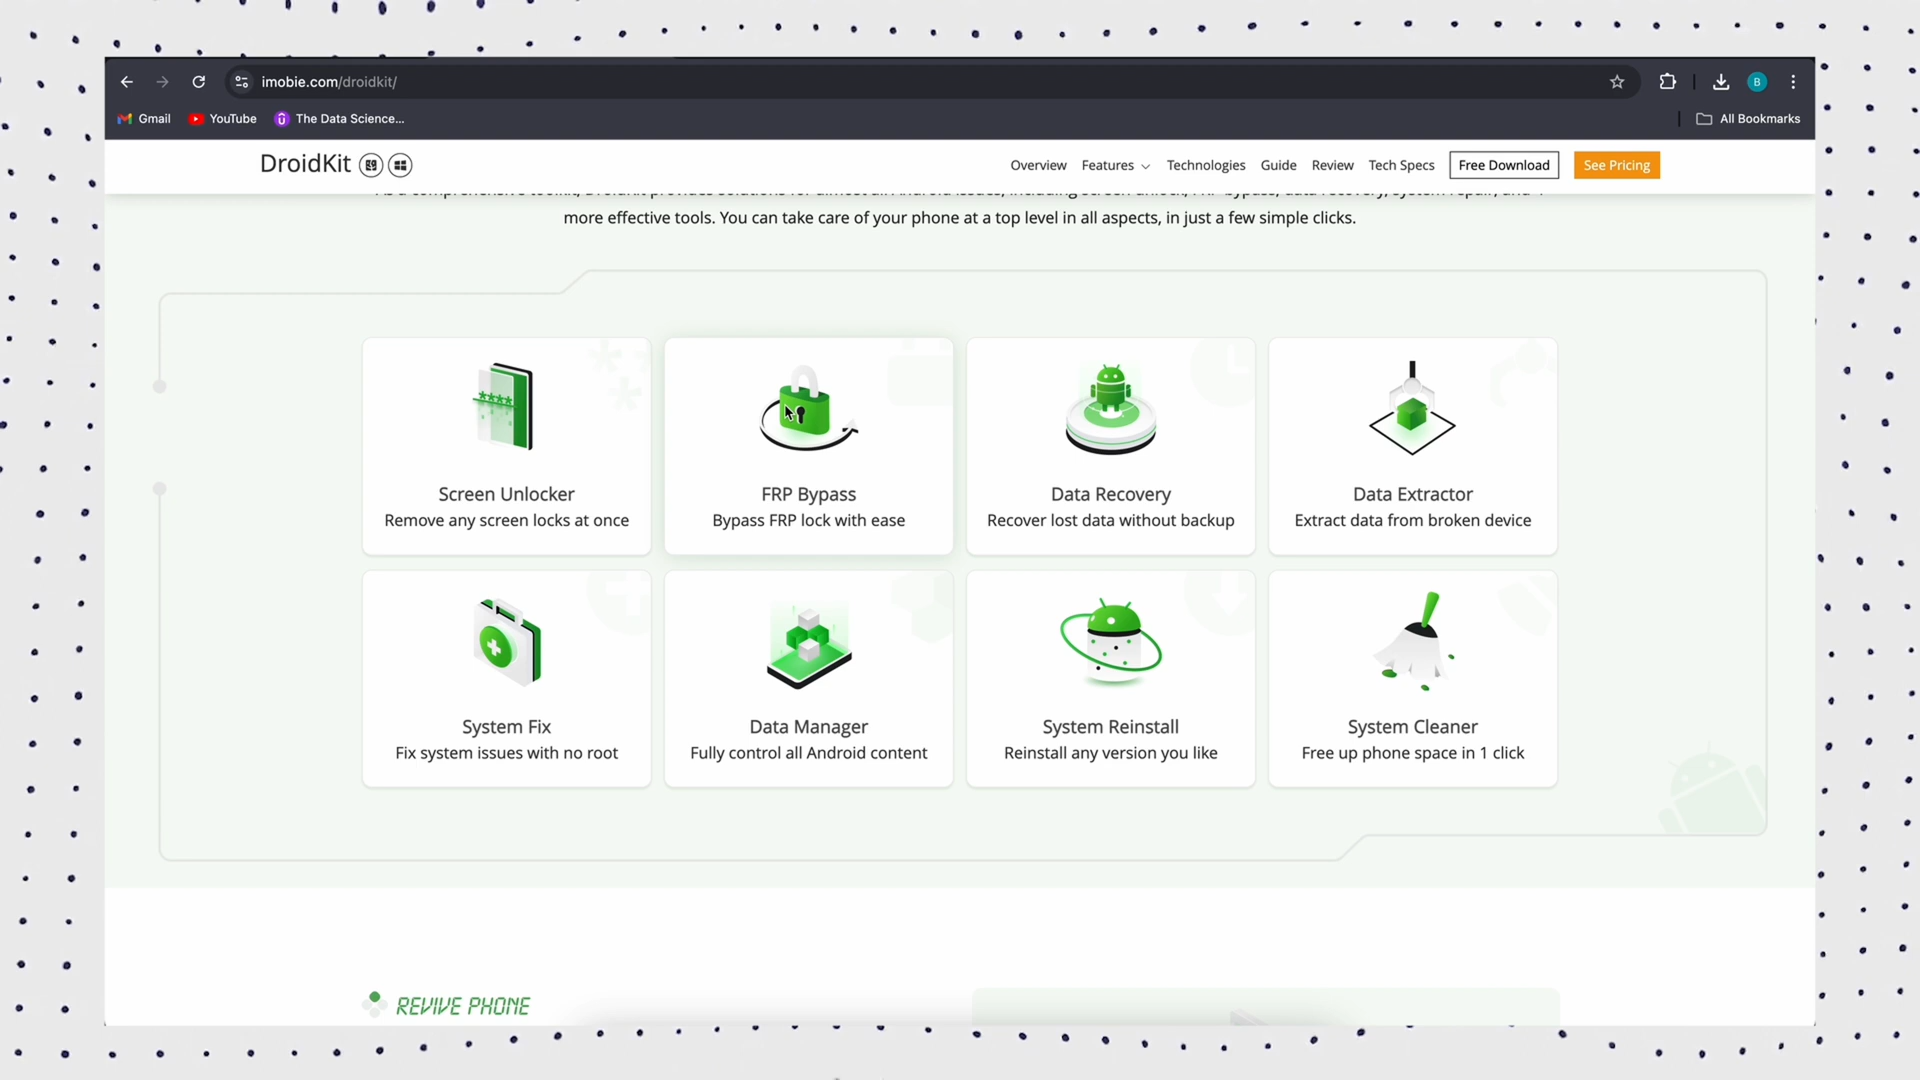 imobie.com/droidkit/
B
Gmail
YouTube
The Data Science...
All Bookmarks
DroidKit
Overview
Features
Technologies
Guide
Review
Tech Specs
Free Download
See Pricing
more effective tools. You can take care of your phone at a top level in all aspects, in just a few simple clicks.
****
Screen Unlocker
Remove any screen locks at once
FRP Bypass
Bypass FRP lock with ease
Data Recovery
Recover lost data without backup
Data Extractor
Extract data from broken device
System Fix
Fix system issues with no root
Data Manager
Fully control all Android content
System Reinstall
Reinstall any version you like
System Cleaner
Free up phone space in 1 click
REVIVE PHONE